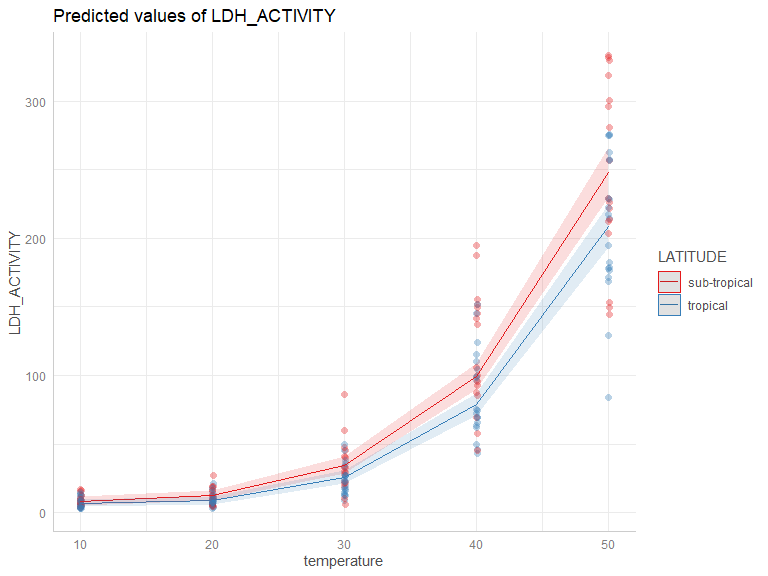 Predicted values of LDH_ACTIVITY
300
200
100
0
LDH_ACTIVITY
10 20 30 40 50
temperature
LATITUDE
sub-tropical
tropical